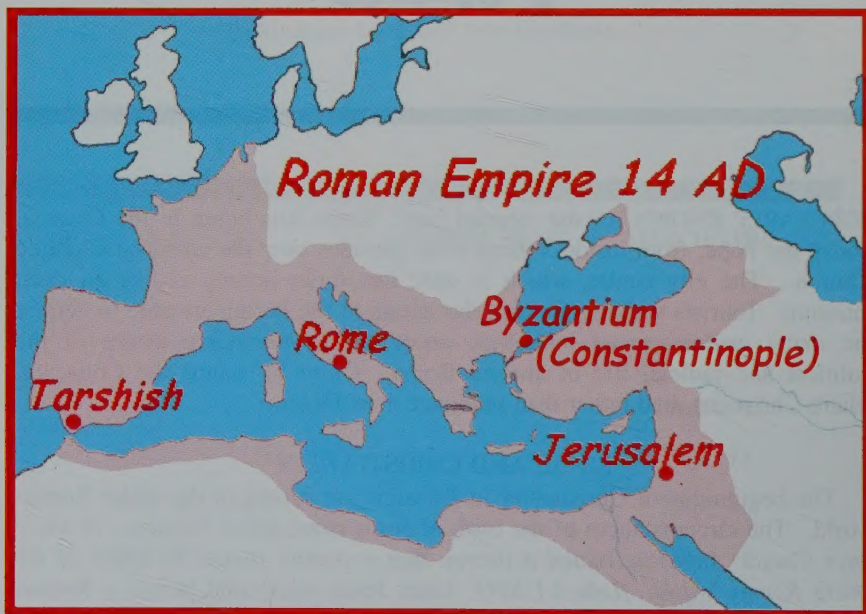 Roman Empire 14 AD
Byzantium
(Constantinople)
Rome
Tarshish
Jerusalem